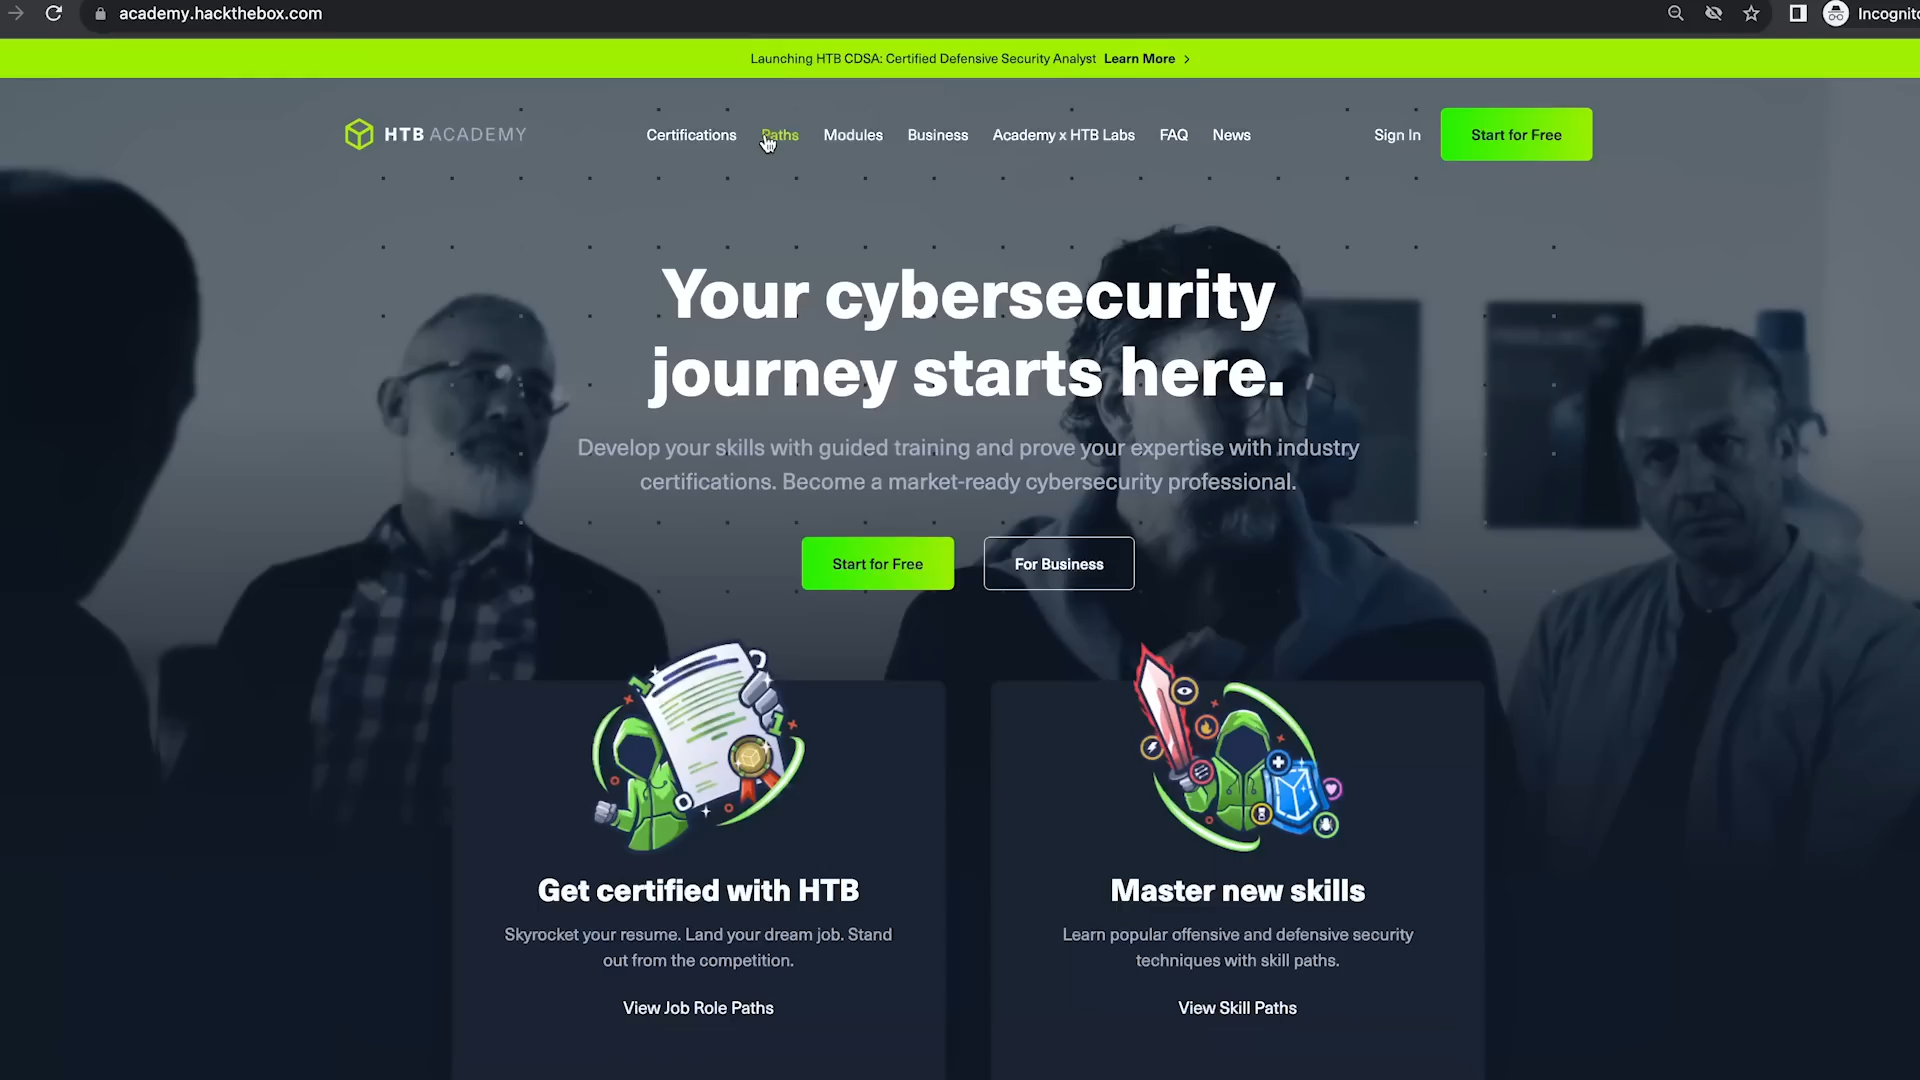 academy.hackthebox.com
Incognito
Launching HTB CDSA: Certified Defensive Security Analyst Learn More
HTB ACADEMY
Certifications Paths Modules Business Academy x HTB Labs FAQ News Sign In Start for Free
Your cybersecurity
journey starts here.
Develop your skills with guided training and prove your expertise with industry
certifications. Become a market-ready cybersecurity professional.
Start for Free For Business
Get certified with HTB
Skyrocket your resume. Land your dream job. Stand
out from the competition.
View Job Role Paths
Master new skills
Learn popular offensive and defensive security
techniques with skill paths.
View Skill Paths